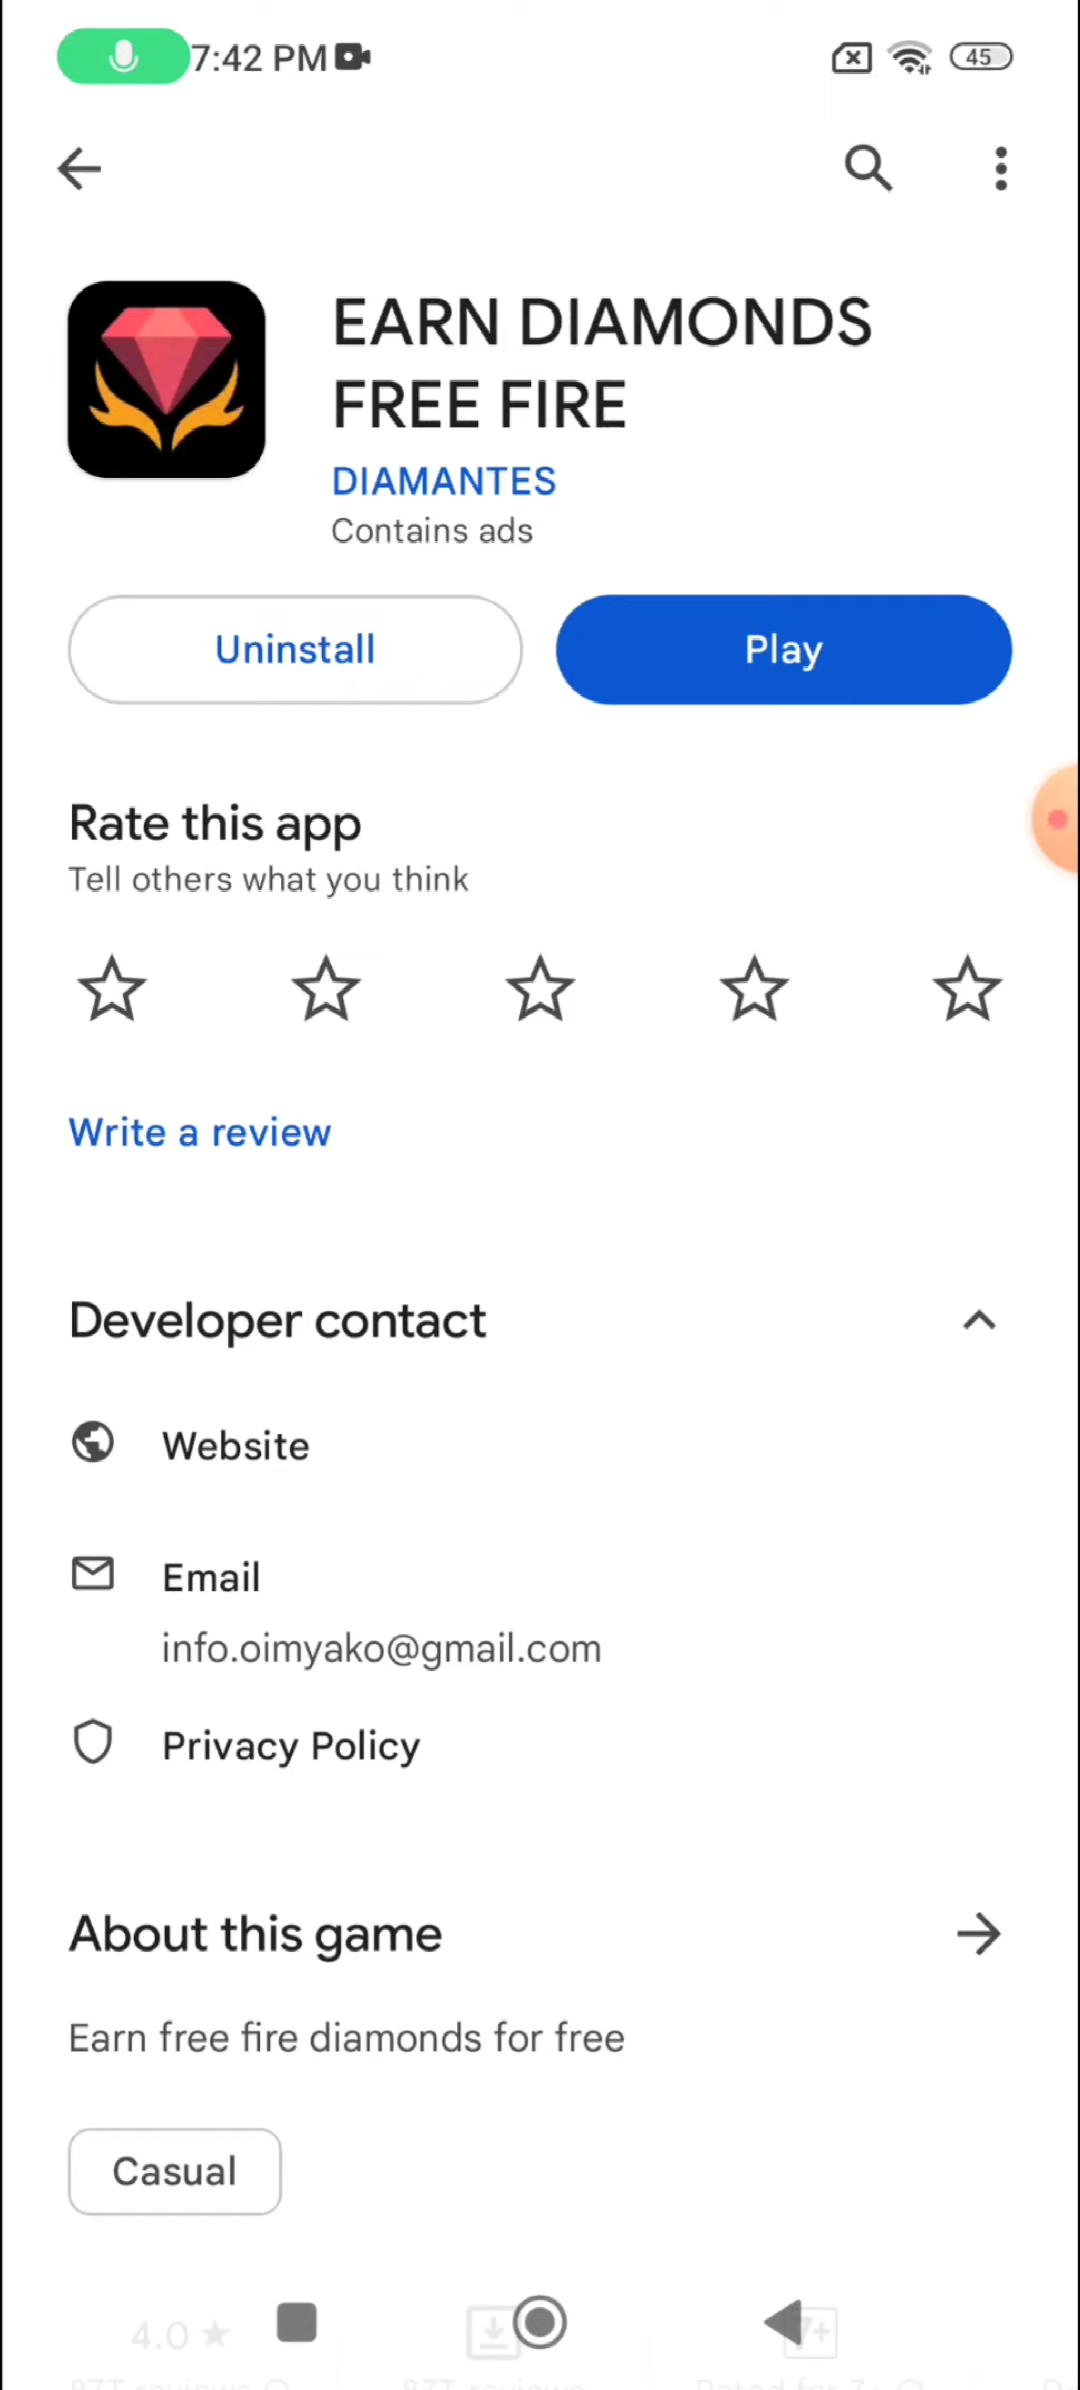 7:42 PM
45
EARN DIAMONDS
FREE FIRE
DIAMANTES
Contains ads
Uninstall
Play
Rate this app
Tell others what you think
Write a review
Developer contact
Website
Email
info.oimyako@gmail.com
Privacy Policy
About this game
Earn free fire diamonds for free
Casual
4.0 ★
7+